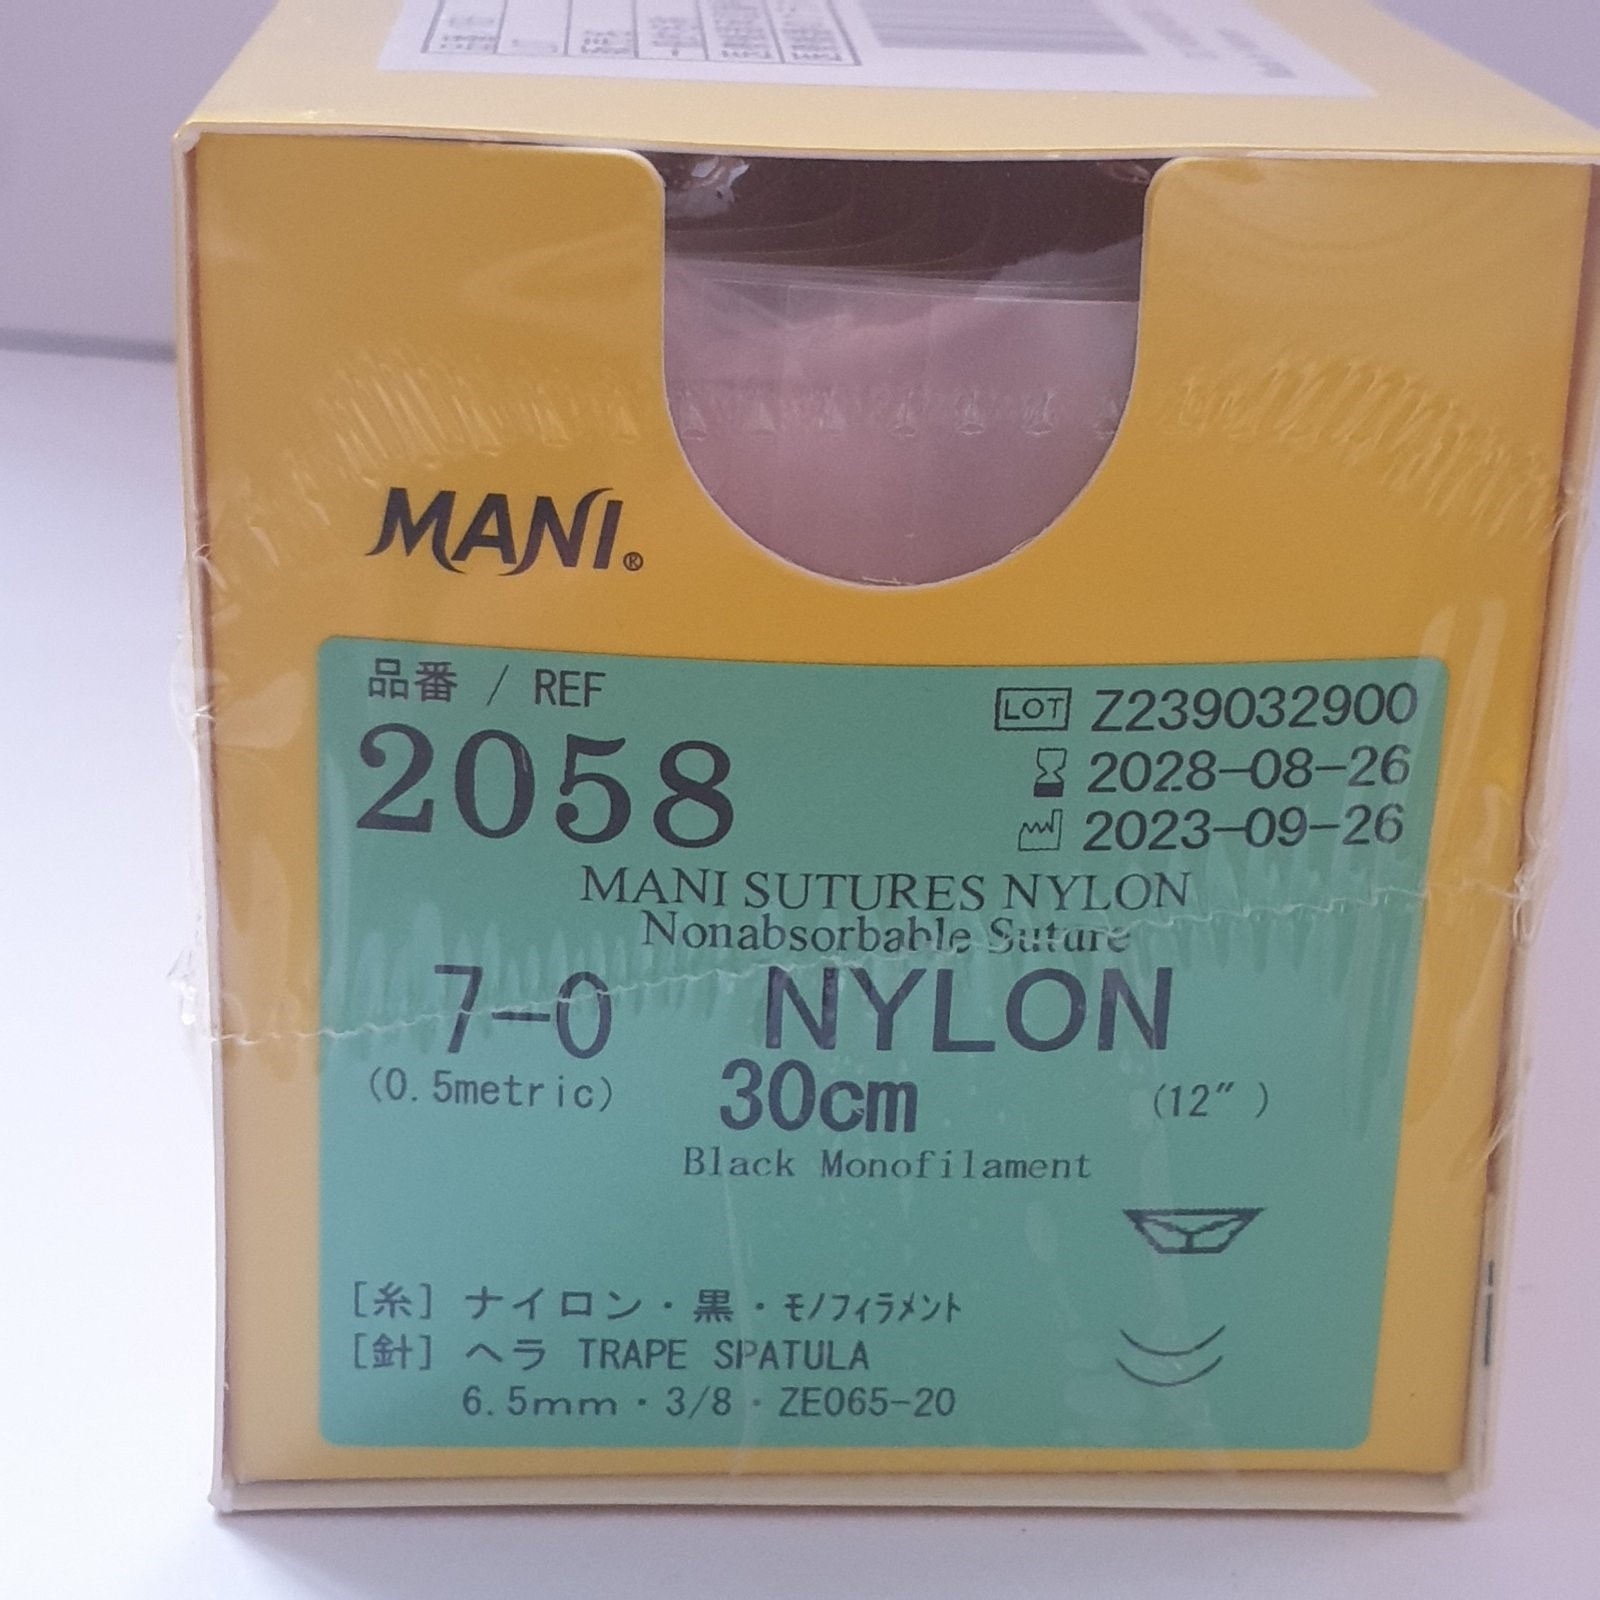 MANI®
品番 / REF
2058
LOT Z239032900
2028-08-26
2023-09-26
MANI SUTURES NYLON
Nonabsorbable Suture
7-0 NYLON
(0.5metric) 30cm (12″)
Black Monofilament
[糸] ナイロン・黒・モノフィラメント
[針] ヘラ TRAPE SPATULA
6.5mm・3/8・ZE065-20